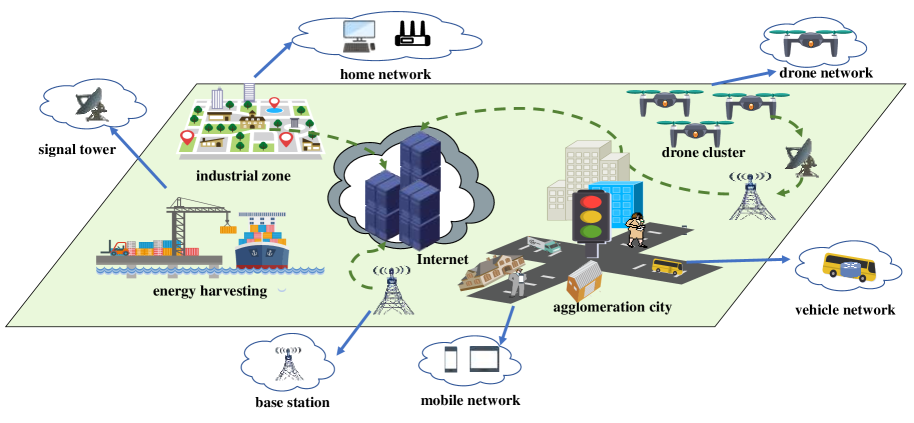 home network
drone network
signal tower
drone cluster
industrial zone
Internet
energy harvesting
agglomeration city
vehicle network
base station
mobile network